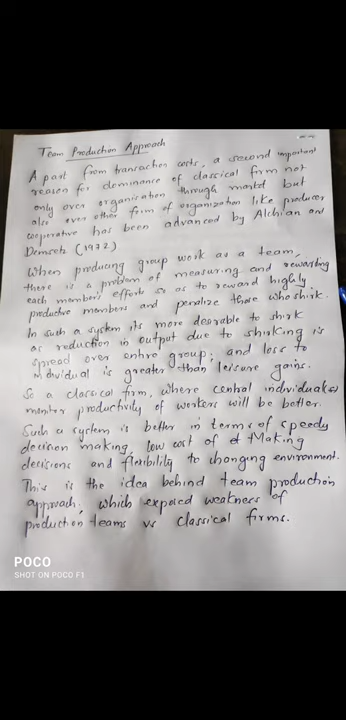 Team Production Approach
A part from transaction costs, a second important
reason for dominance of classical firm not
only over organisation through market but
also over other form of organization like producer
cooperative has been advanced by Alchian and
Demsetz (1972)
When producing group work as a team,
there is a problem of measuring and rewarding
each members efforts so as to reward highly
productive members and penalize those who shirk.
In such a system its more desirable to shirk
as reduction in output due to shirking is
spread over entire group; and loss to
individual is greater than leisure gains.
So a classical firm, where central individual(s)
monitor productivity of workers will be better.
Such a system is better in terms of speedy
decision making, low cost of Making
decisions and flexibility to changing environment.
This is the idea behind team production
approach, which exposed weakness of
production teams vs classical firms.
POCO
SHOT ON POCO F1